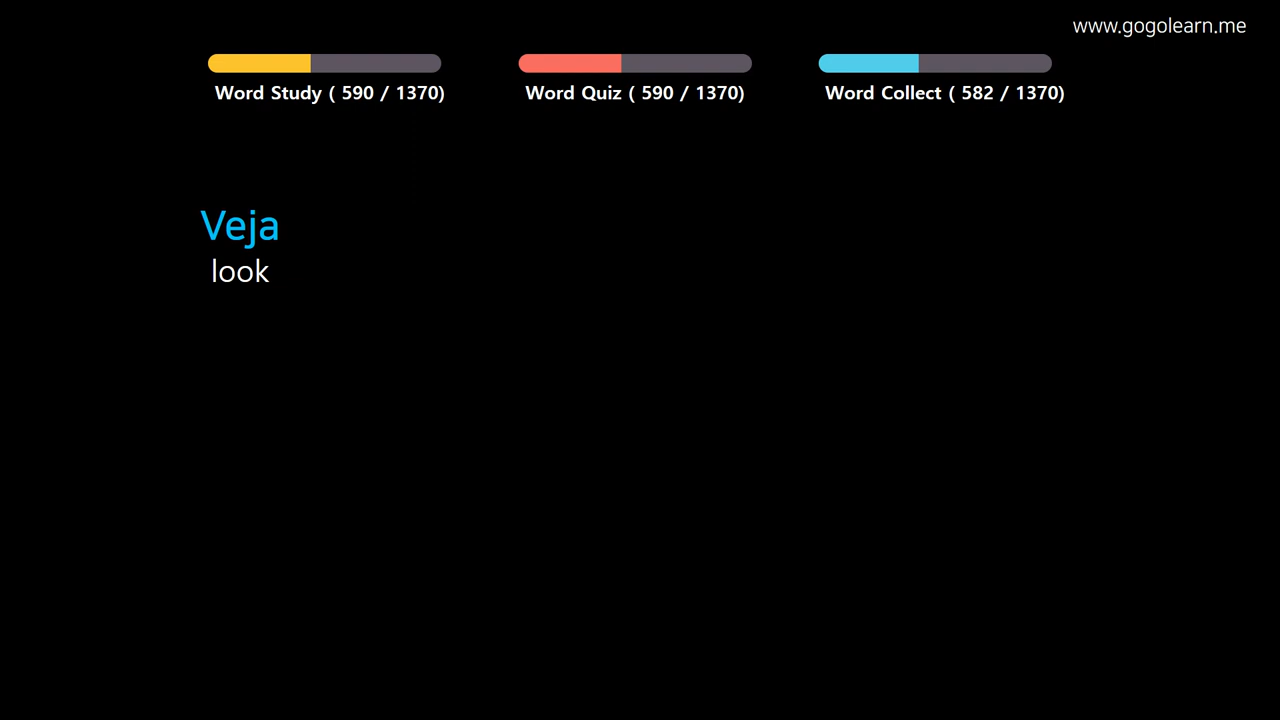 www.gogolearn.me
Word Study ( 590 / 1370)
Word Quiz ( 590 / 1370)
Word Collect ( 582 / 1370)
Veja
look